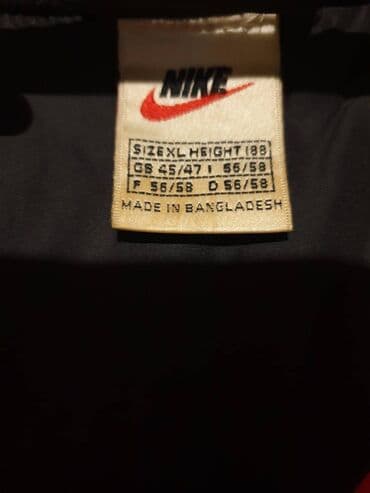 NIKE
SIZE XL HEIGHT 188
GB 45/47 I 56/58
F 56/58 D 56/58
MADE IN BANGLADESH